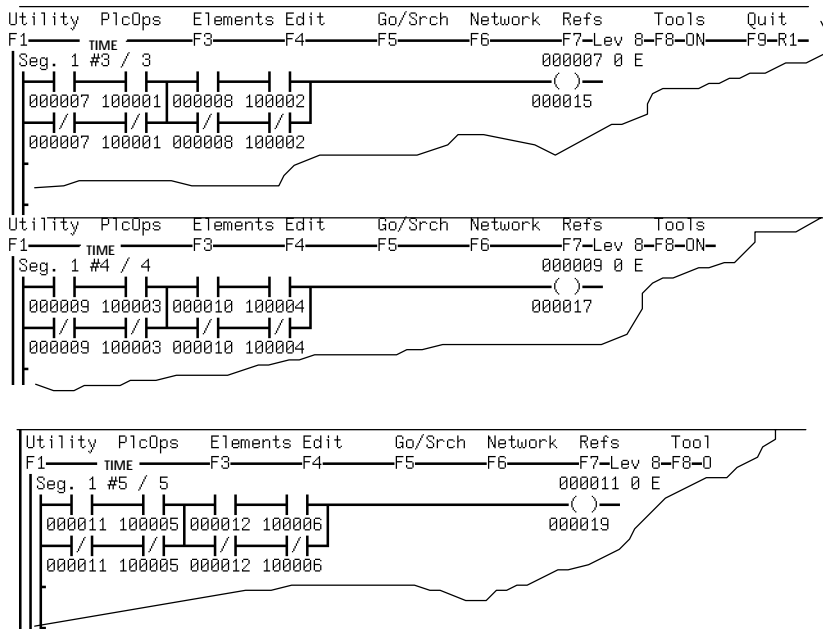 Utility PlcOps Elements Edit Go/Srch Network Refs Tools Quit
F1 TIME F3 F4 F5 F6 F7-Lev 8-F8-ON F9-R1-
Seg. 1 #3 / 3 000007 0 E
000007 100001 000008 100002 000015
000007 100001 000008 100002
Utility PlcOps Elements Edit Go/Srch Network Refs Tools
F1 TIME F3 F4 F5 F6 F7-Lev 8-F8-ON-
Seg. 1 #4 / 4 000009 0 E
000009 100003 000010 100004 000017
000009 100003 000010 100004
Utility PlcOps Elements Edit Go/Srch Network Refs Tool
F1 TIME F3 F4 F5 F6 F7-Lev 8-F8-O
Seg. 1 #5 / 5 000011 0 E
000011 100005 000012 100006 000019
000011 100005 000012 100006